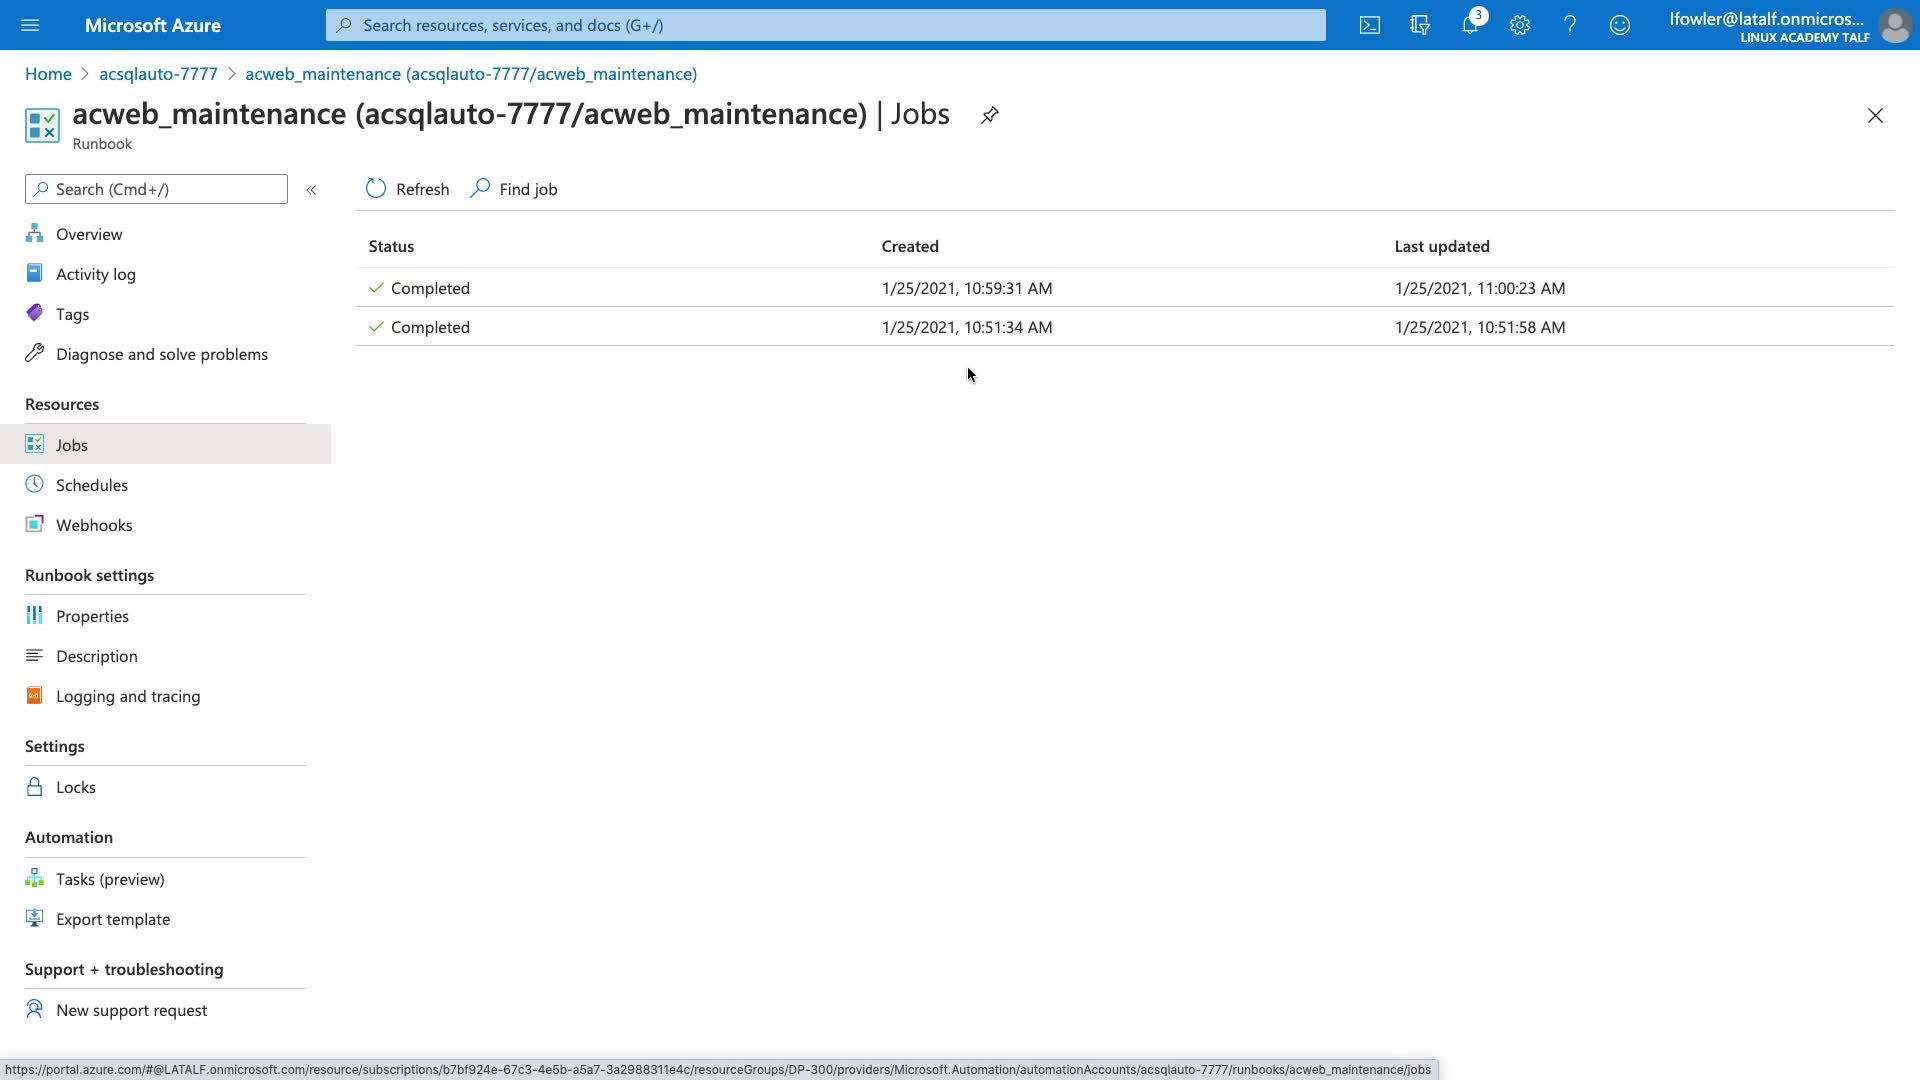 Microsoft Azure
Search resources, services, and docs (G+/)
3
lfowler@latalf.onmicros...
LINUX ACADEMY TALF
Home > acsqlauto-7777 > acweb_maintenance (acsqlauto-7777/acweb_maintenance)
acweb_maintenance (acsqlauto-7777/acweb_maintenance) | Jobs
Runbook
Search (Cmd+/)
«
Refresh
Find job
Overview
Activity log
Tags
Diagnose and solve problems
Resources
Jobs
Schedules
Webhooks
Runbook settings
Properties
Description
Logging and tracing
Settings
Locks
Automation
Tasks (preview)
Export template
Support + troubleshooting
New support request
Status Created Last updated
Completed 1/25/2021, 10:59:31 AM 1/25/2021, 11:00:23 AM
Completed 1/25/2021, 10:51:34 AM 1/25/2021, 10:51:58 AM
https://portal.azure.com/#@LATALF.onmicrosoft.com/resource/subscriptions/b7bf924e-67c3-4e5b-a5a7-3a2988311e4c/resourceGroups/DP-300/providers/Microsoft.Automation/automationAccounts/acsqlauto-7777/runbooks/acweb_maintenance/jobs